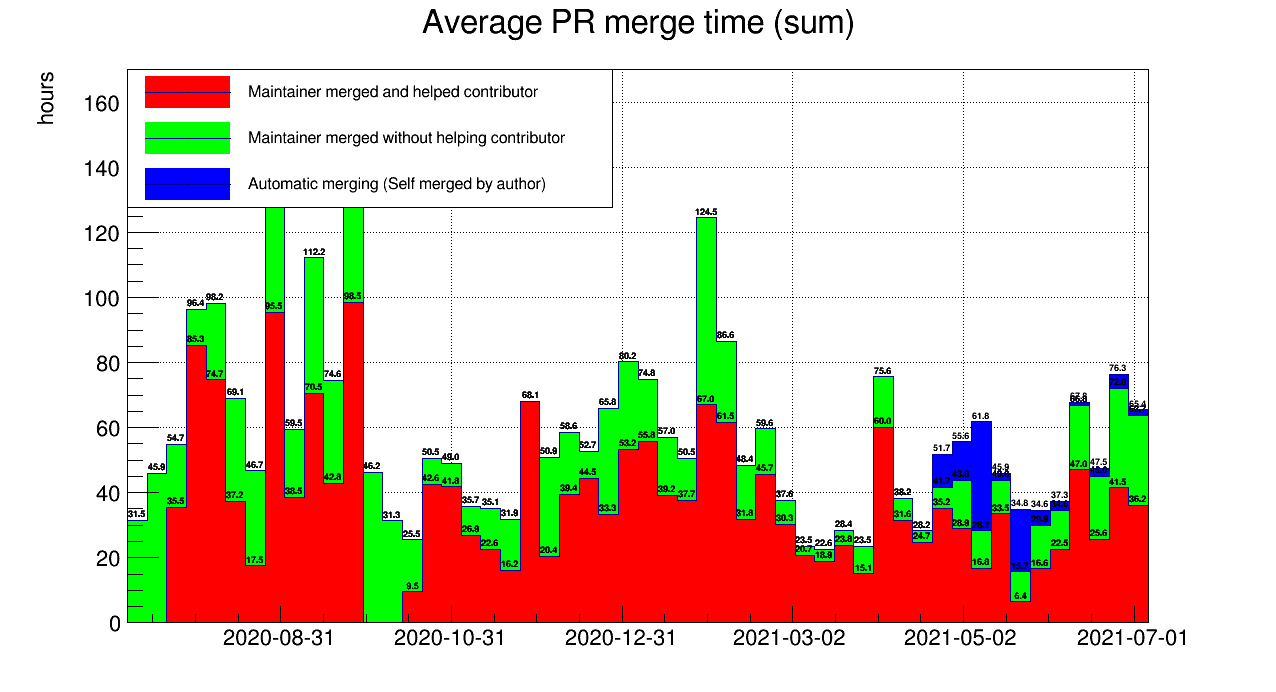 Average PR merge time (sum)
hours
Maintainer merged and helped contributor
Maintainer merged without helping contributor
Automatic merging (Self merged by author)
160
140
120
100
80
60
40
20
0
31.5 45.9 54.7 96.4 98.2 69.1 46.7 59.5 112.2 74.6 46.2 31.3 25.5 50.5 49.0 35.7 35.1 31.9 68.1 50.9 58.6 52.7 65.8 80.2 74.8 57.0 50.5 124.5 86.6 48.4 59.6 37.6 23.5 22.6 28.4 23.5 75.6 38.2 28.2 51.7 55.6 61.8 45.9 34.8 34.6 37.3 47.5 76.3
35.5 85.3 74.7 37.2 17.5 95.5 38.5 70.5 42.8 98.5 9.5 42.6 41.8 26.9 22.6 16.2 20.4 39.4 44.5 33.3 53.2 55.8 39.2 37.7 67.0 61.5 31.8 45.7 30.3 20.7 18.9 23.8 15.1 60.0 31.6 24.7 35.2 28.9 16.8 33.5 6.4 16.6 22.5 47.0 25.6 41.5 36.2
2020-08-31 2020-10-31 2020-12-31 2021-03-02 2021-05-02 2021-07-01